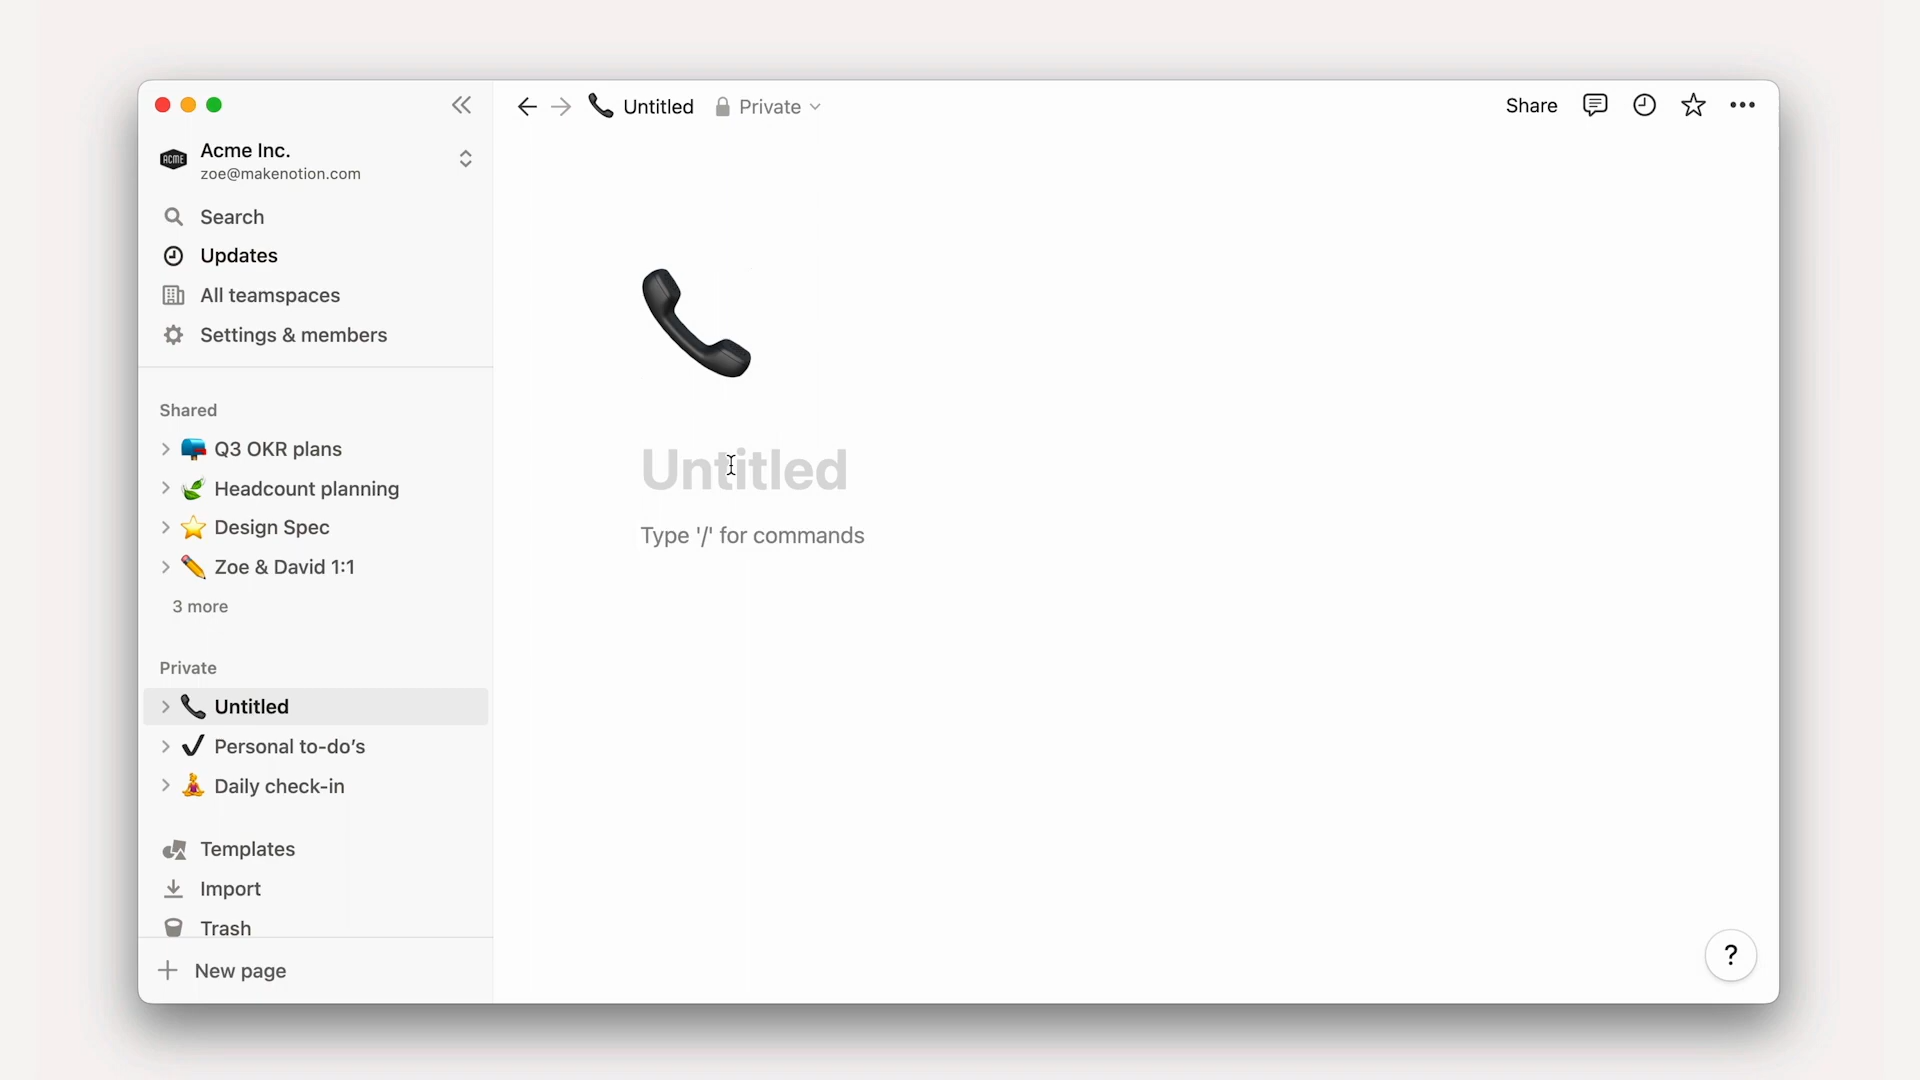 Untitled Private
Share
ACME
Acme Inc.
zoe@makenotion.com
Search
Updates
All teamspaces
Settings & members
Shared
Q3 OKR plans
Headcount planning
Design Spec
Zoe & David 1:1
3 more
Private
Untitled
Personal to-do’s
Daily check-in
Templates
Import
Trash
New page
Untitled
Type '/' for commands
?